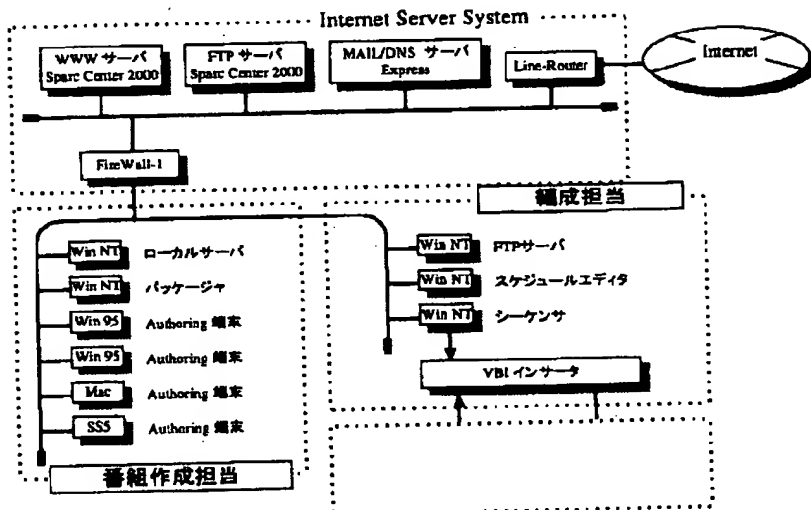 Internet Server System
WWW サーバ
Sparc Center 2000
FTP サーバ
Sparc Center 2000
MAIL/DNS サーバ
Express
Line-Router
Internet
FireWall-1
編成担当
Win NT ローカルサーバ
Win NT パッケージャ
Win 95 Authoring 端末
Win 95 Authoring 端末
Mac Authoring 端末
SS5 Authoring 端末
番組作成担当
Win NT FTPサーバ
Win NT スケジュールエディタ
Win NT シーケンサ
VBI インサータ